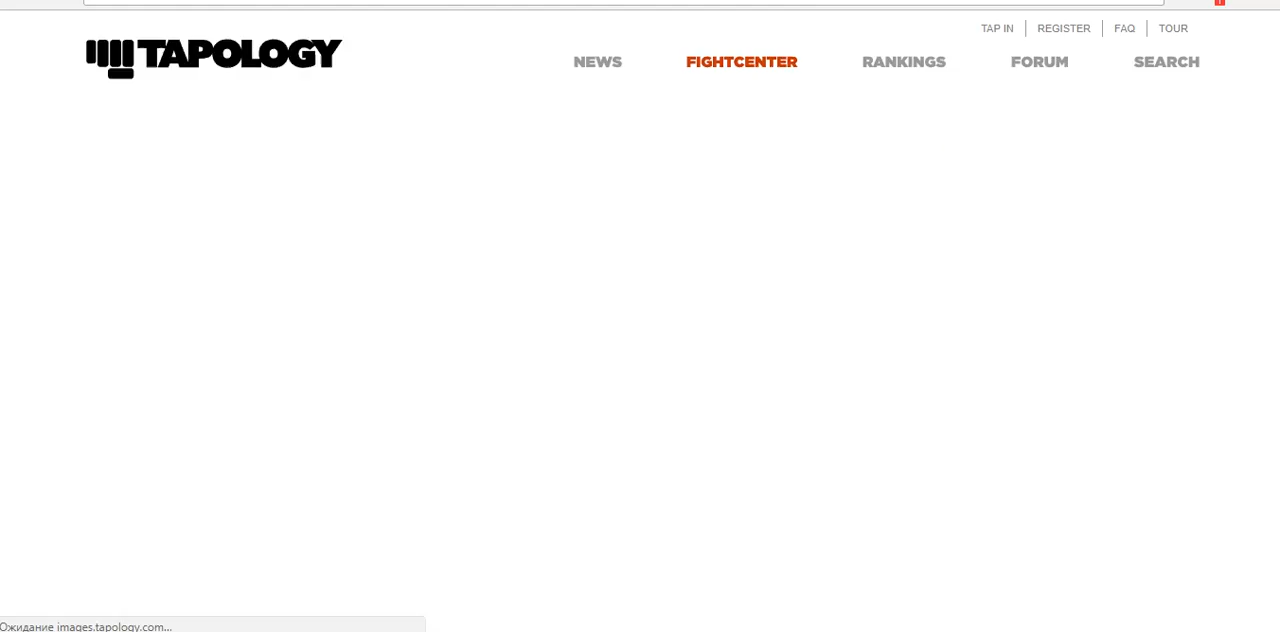 TAP IN REGISTER FAQ TOUR
TAPOLOGY
NEWS FIGHTCENTER RANKINGS FORUM SEARCH
Ожидание images.tapology.com...